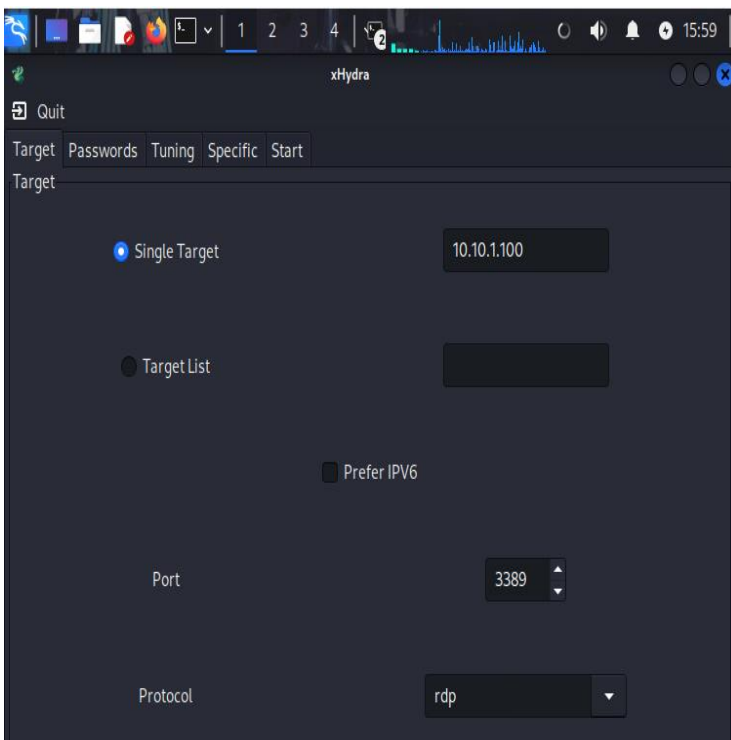 1 2 3 4 2 15:59
xHydra
Quit
Target Passwords Tuning Specific Start
Target
Single Target 10.10.1.100
Target List
Prefer IPV6
Port 3389
Protocol rdp